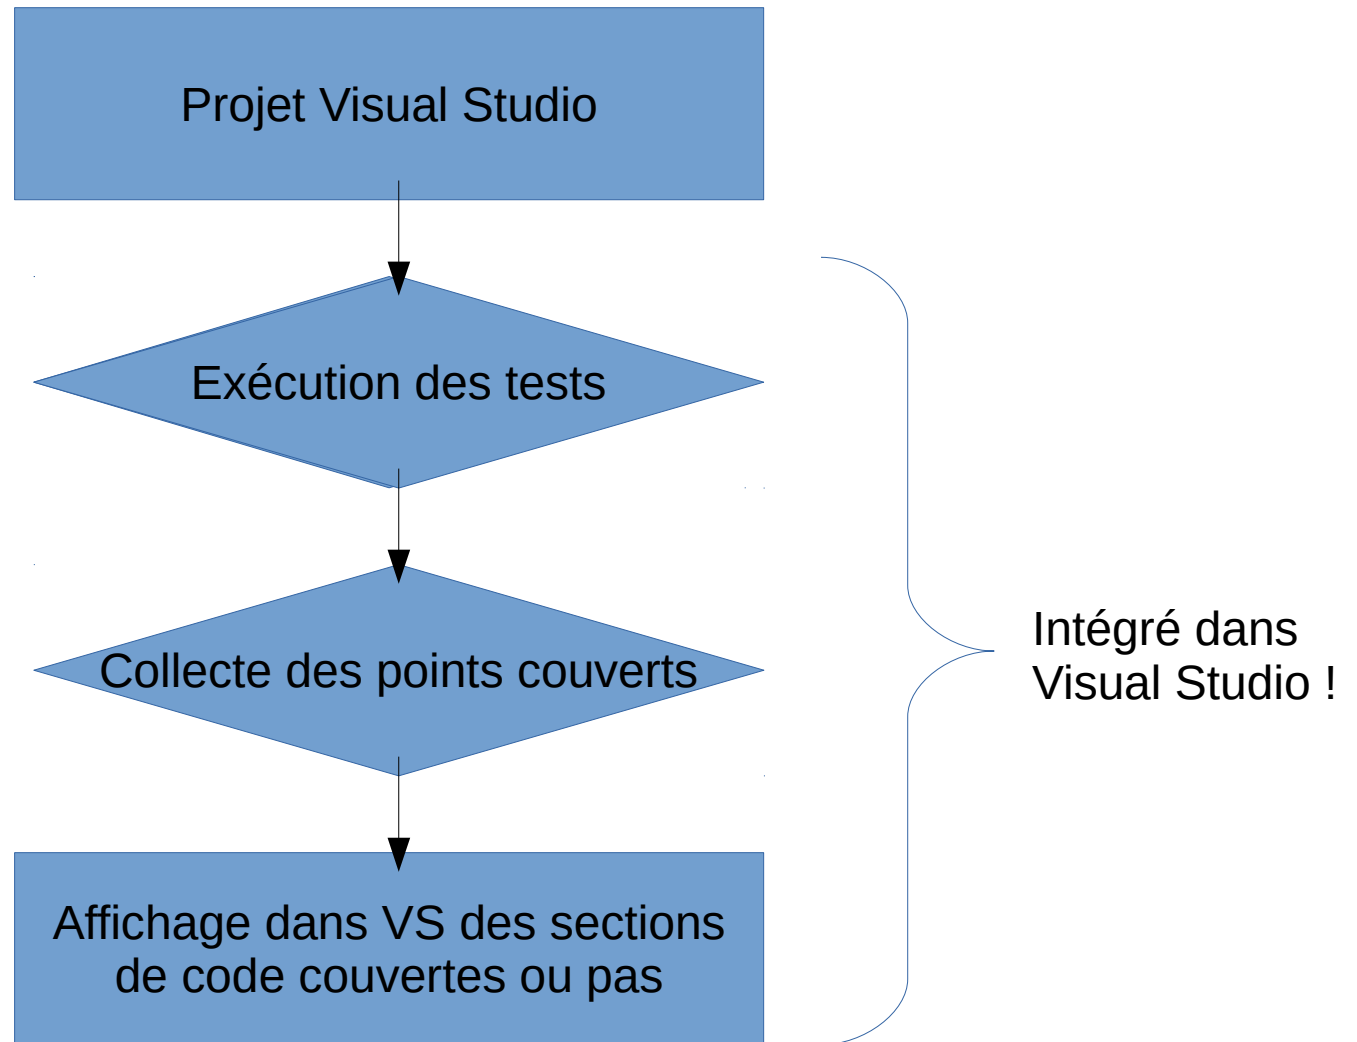 Projet Visual Studio
Exécution des tests
Collecte des points couverts
Intégré dans
Visual Studio !
Affichage dans VS des sections
de code couvertes ou pas